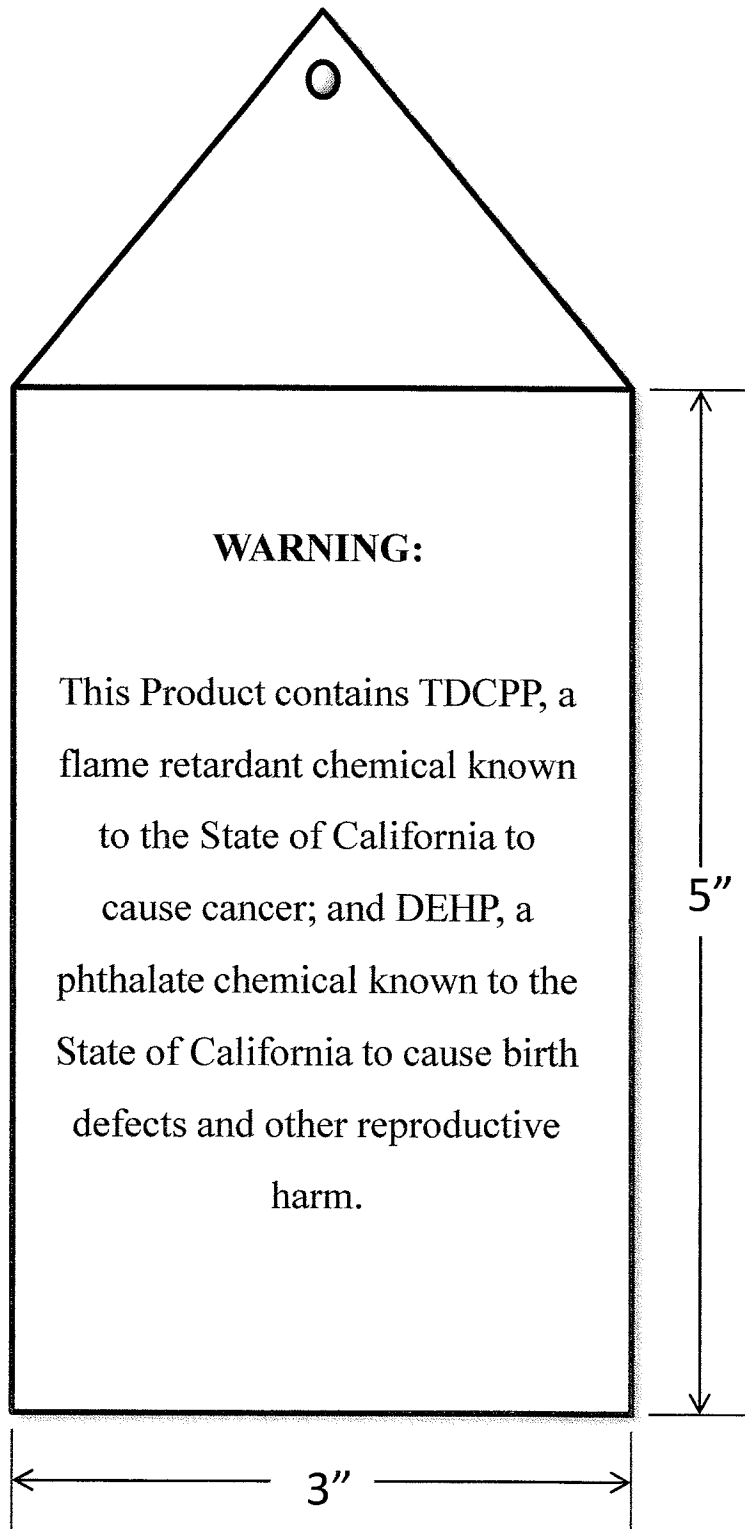 WARNING:
This Product contains TDCPP, a
flame retardant chemical known
to the State of California to
cause cancer; and DEHP, a
phthalate chemical known to the
State of California to cause birth
defects and other reproductive
harm.
5”
3”